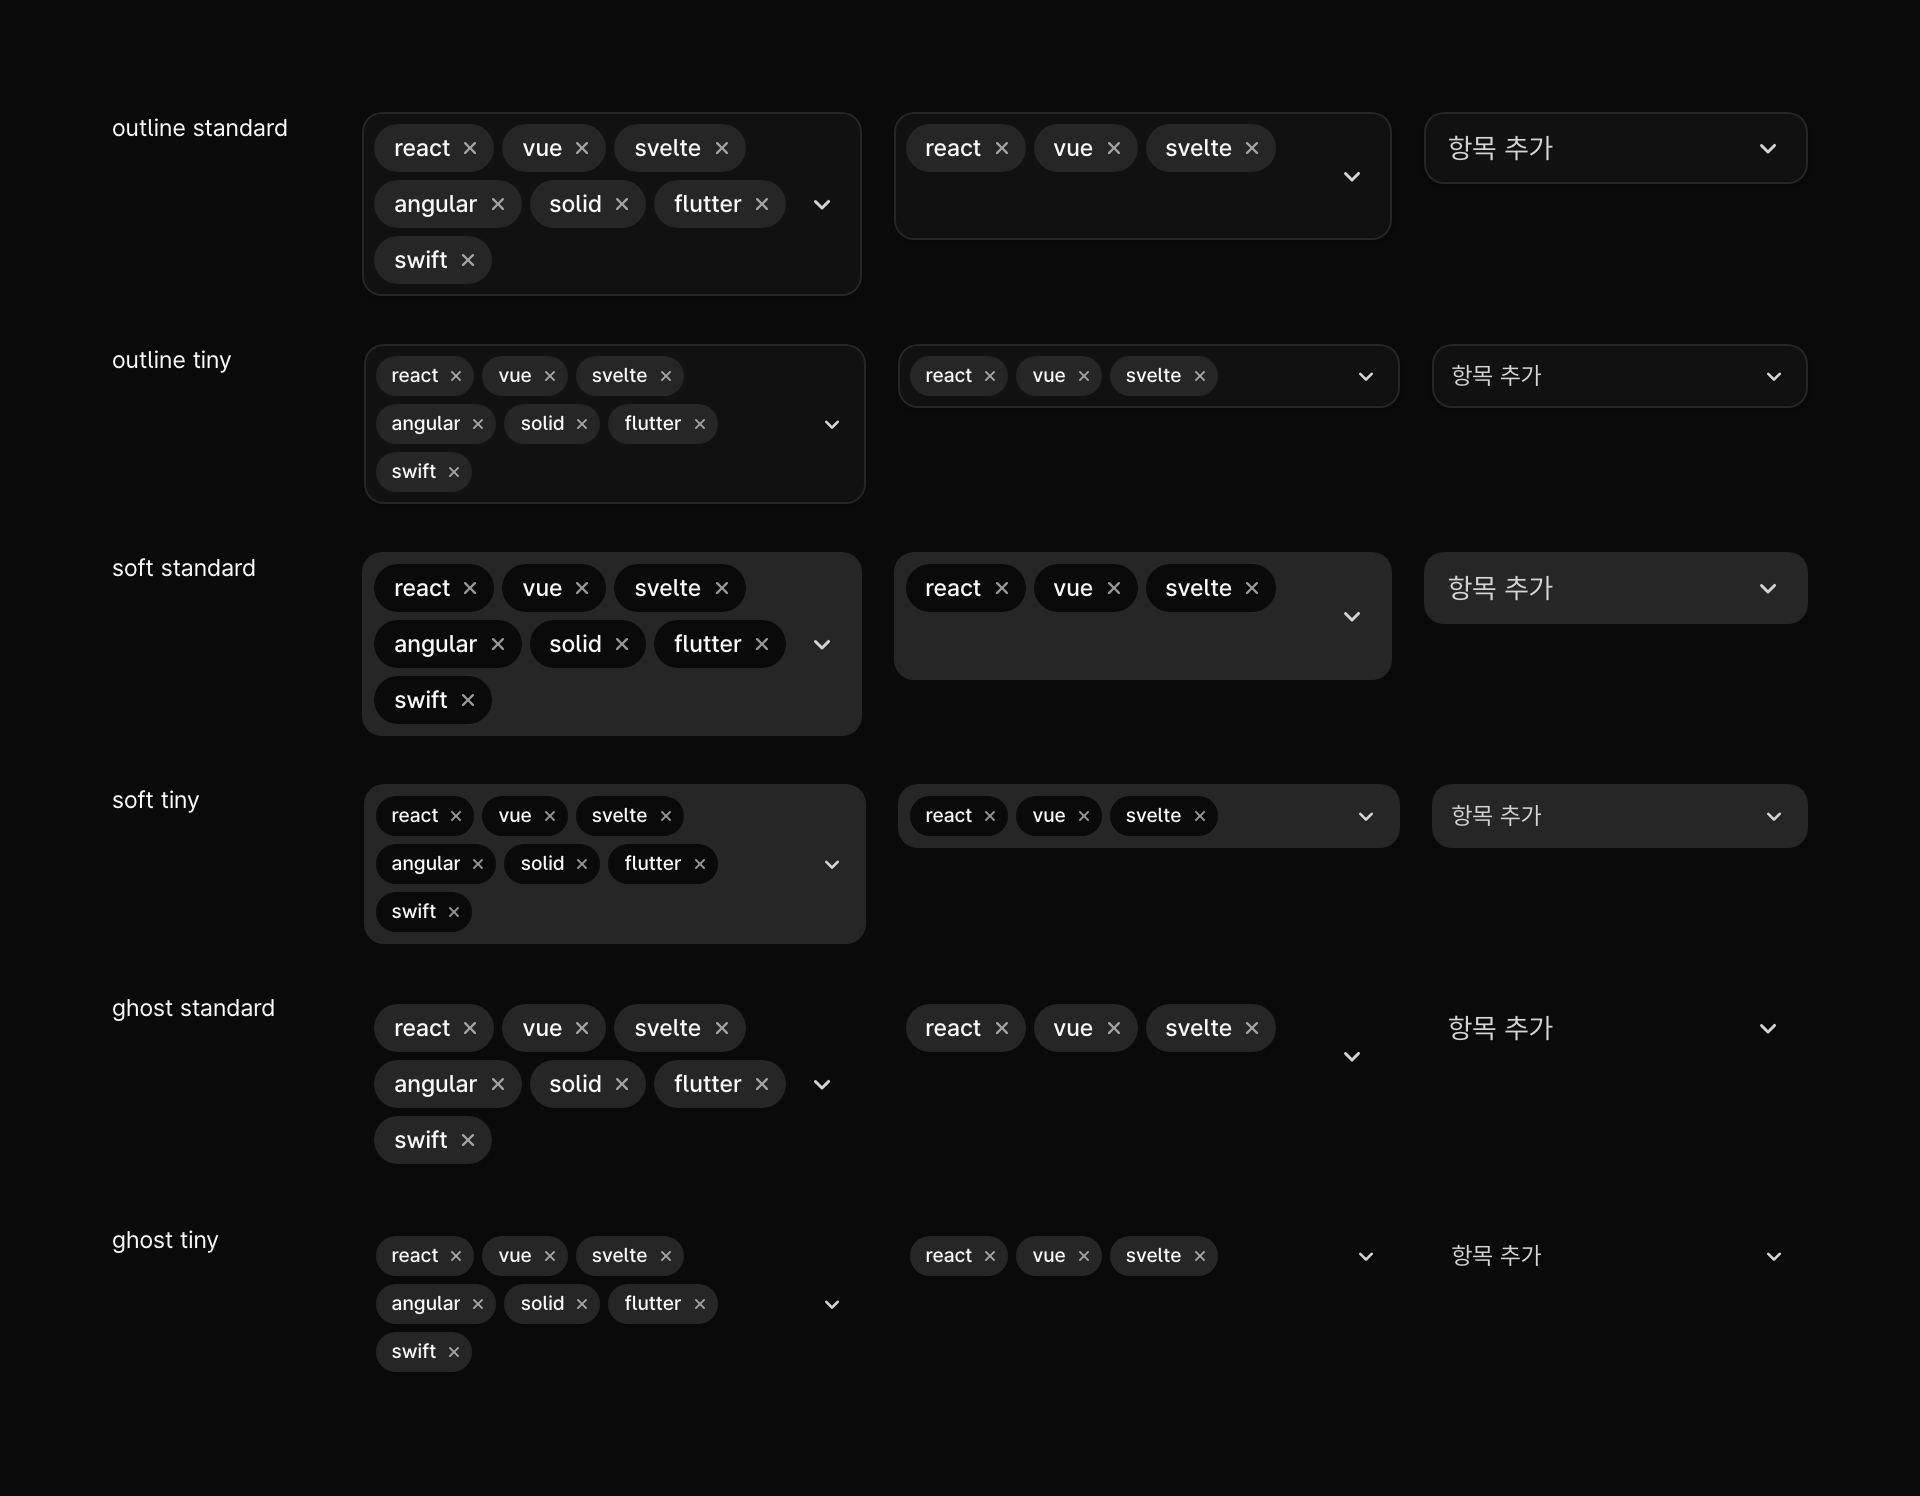 outline standard
react × vue × svelte ×
angular × solid × flutter ×
swift ×
react × vue × svelte ×
항목 추가
outline tiny
react × vue × svelte ×
angular × solid × flutter ×
swift ×
react × vue × svelte ×
항목 추가
soft standard
react × vue × svelte ×
angular × solid × flutter ×
swift ×
react × vue × svelte ×
항목 추가
soft tiny
react × vue × svelte ×
angular × solid × flutter ×
swift ×
react × vue × svelte ×
항목 추가
ghost standard
react × vue × svelte ×
angular × solid × flutter ×
swift ×
react × vue × svelte ×
항목 추가
ghost tiny
react × vue × svelte ×
angular × solid × flutter ×
swift ×
react × vue × svelte ×
항목 추가